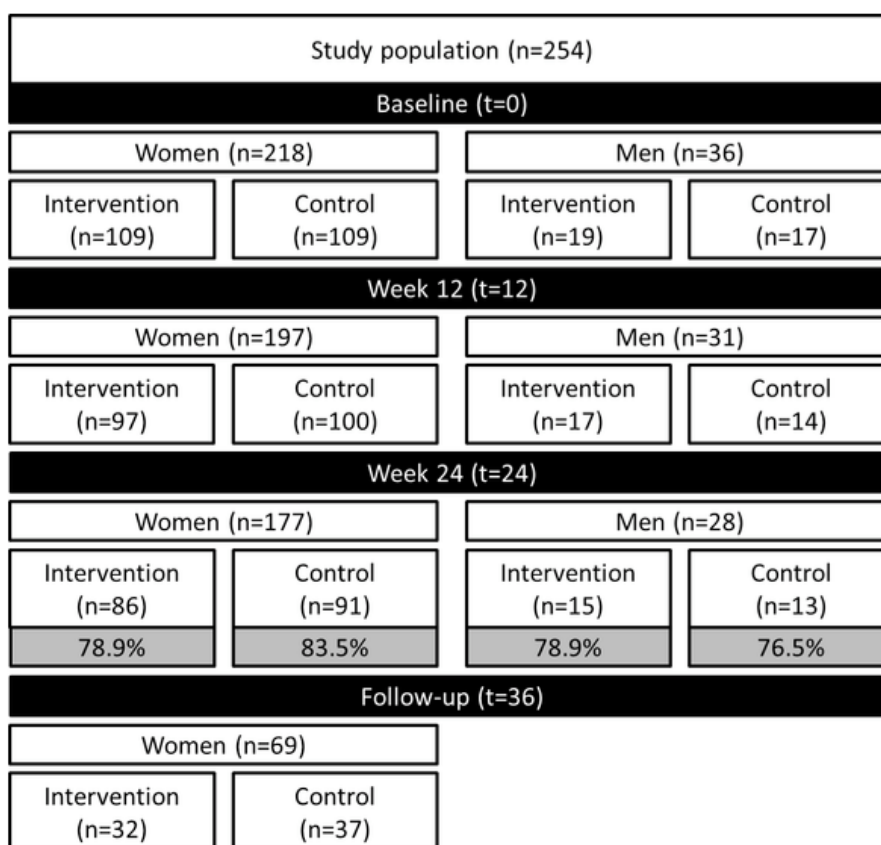 Study population (n=254)
Baseline (t=0)
Women (n=218)
Men (n=36)
Intervention
(n=109)
Control
(n=109)
Intervention
(n=19)
Control
(n=17)
Week 12 (t=12)
Women (n=197)
Men (n=31)
Intervention
(n=97)
Control
(n=100)
Intervention
(n=17)
Control
(n=14)
Week 24 (t=24)
Women (n=177)
Men (n=28)
Intervention
(n=86)
78.9%
Control
(n=91)
83.5%
Intervention
(n=15)
78.9%
Control
(n=13)
76.5%
Follow-up (t=36)
Women (n=69)
Intervention
(n=32)
Control
(n=37)